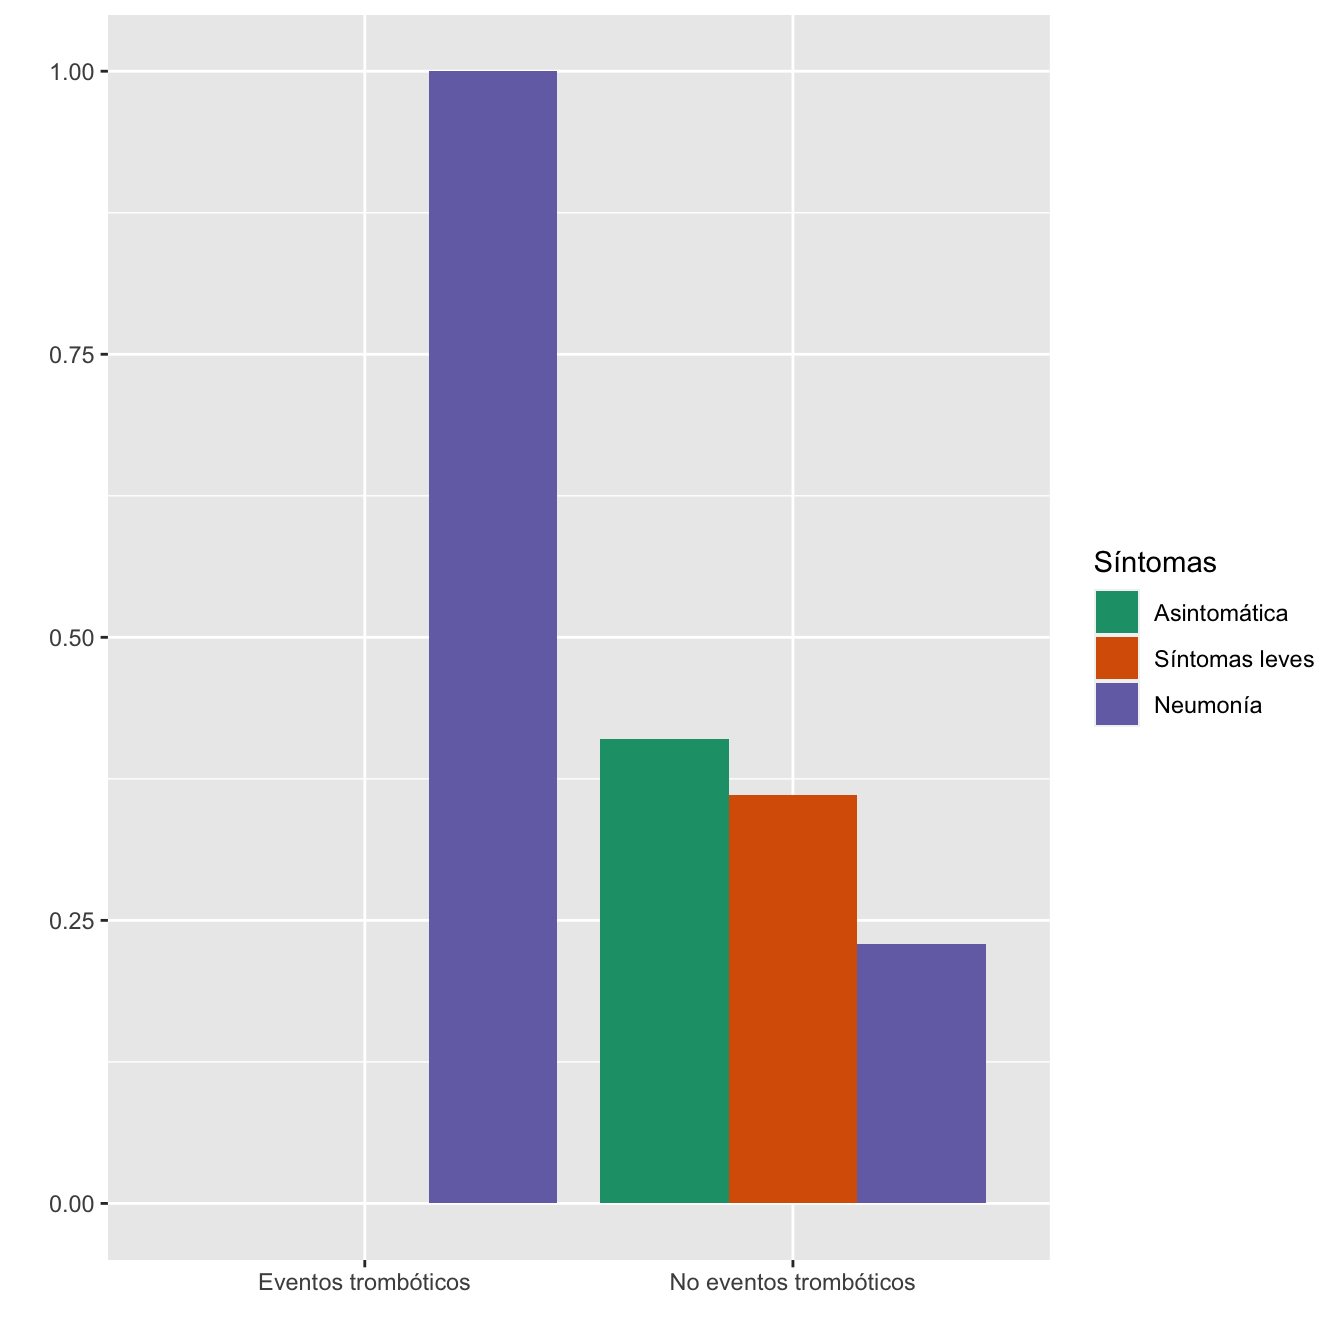 1.00
0.75
0.50
0.25
0.00
Eventos trombóticos
No eventos trombóticos
Síntomas
Asintomática
Síntomas leves
Neumonía